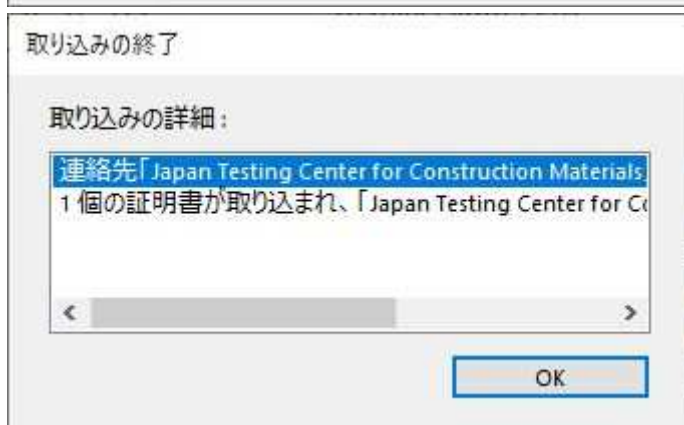 取り込みの終了
取り込みの詳細:
連絡先「Japan Testing Center for Construction Materials」
1 個の証明書が取り込まれ、「Japan Testing Center for
OK